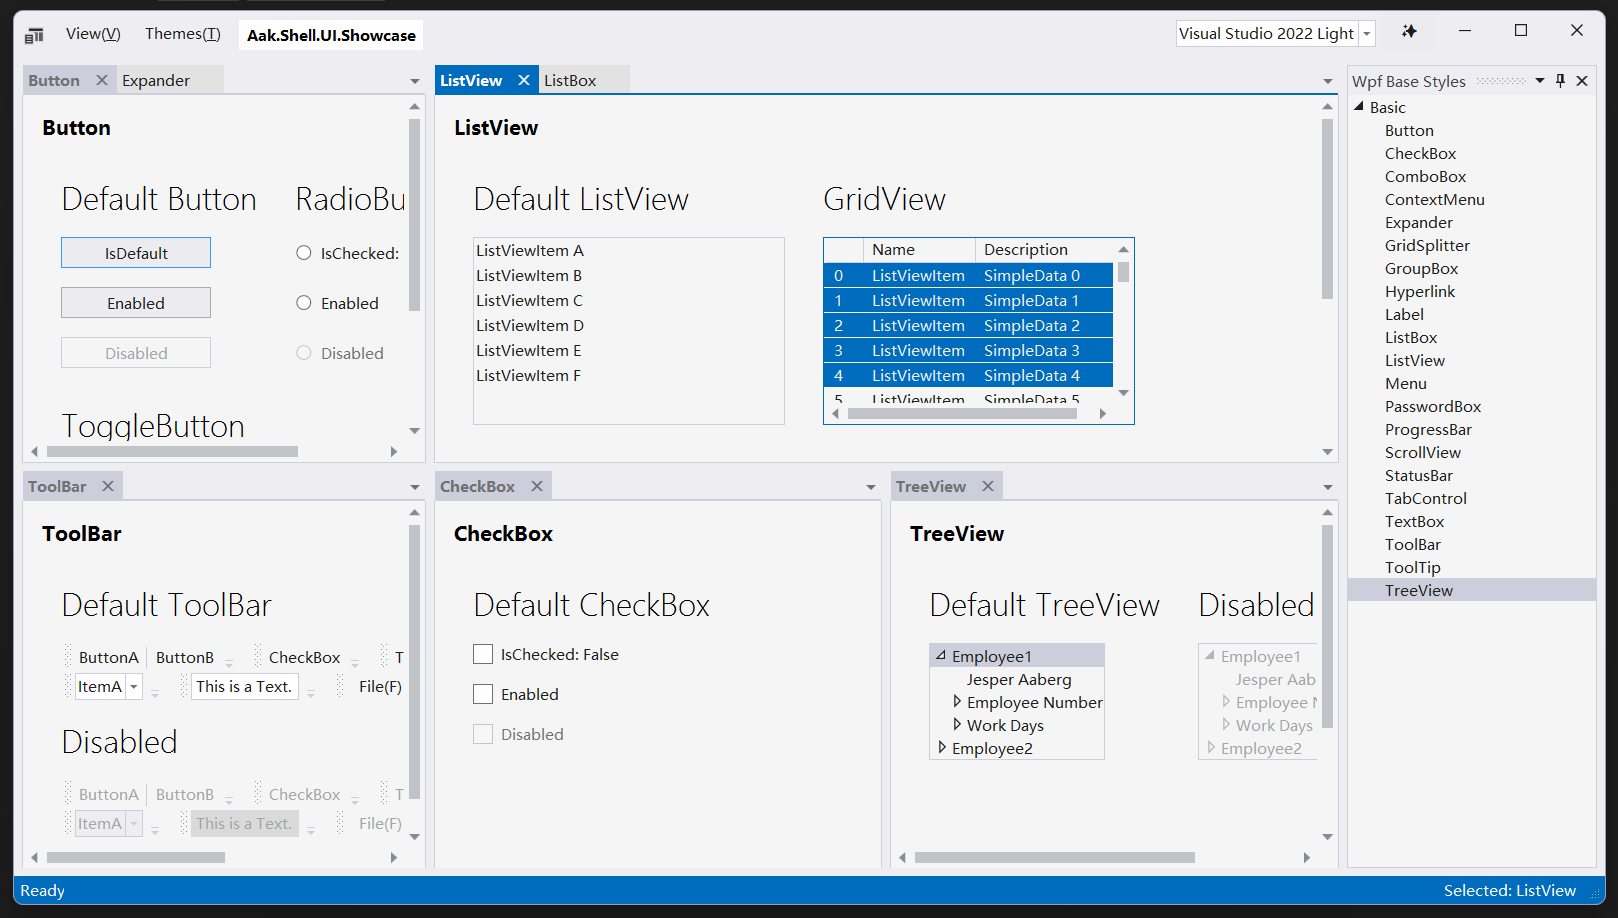 View(V) Themes(T) Aak.Shell.UI.Showcase Visual Studio 2022 Light
Button Expander
Button
Default Button RadioBu
IsDefault IsChecked:
Enabled Enabled
Disabled Disabled
ToggleButton
ListView ListBox
ListView
Default ListView
ListViewItem A
ListViewItem B
ListViewItem C
ListViewItem D
ListViewItem E
ListViewItem F
GridView
Name Description
0 ListViewItem SimpleData 0
1 ListViewItem SimpleData 1
2 ListViewItem SimpleData 2
3 ListViewItem SimpleData 3
4 ListViewItem SimpleData 4
5 ListViewItem SimpleData 5
Wpf Base Styles
Basic
Button
CheckBox
ComboBox
ContextMenu
Expander
GridSplitter
GroupBox
Hyperlink
Label
ListBox
ListView
Menu
PasswordBox
ProgressBar
ScrollView
StatusBar
TabControl
TextBox
ToolBar
ToolTip
TreeView
ToolBar
ToolBar
Default ToolBar
ButtonA ButtonB CheckBox T
ItemA This is a Text. File(F)
Disabled
ButtonA ButtonB CheckBox T
ItemA This is a Text. File(F)
CheckBox
CheckBox
Default CheckBox
IsChecked: False
Enabled
Disabled
TreeView
TreeView
Default TreeView
Employee1
Jesper Aaberg
Employee Number
Work Days
Employee2
Disabled
Employee1
Jesper Aab
Employee N
Work Days
Employee2
Ready Selected: ListView